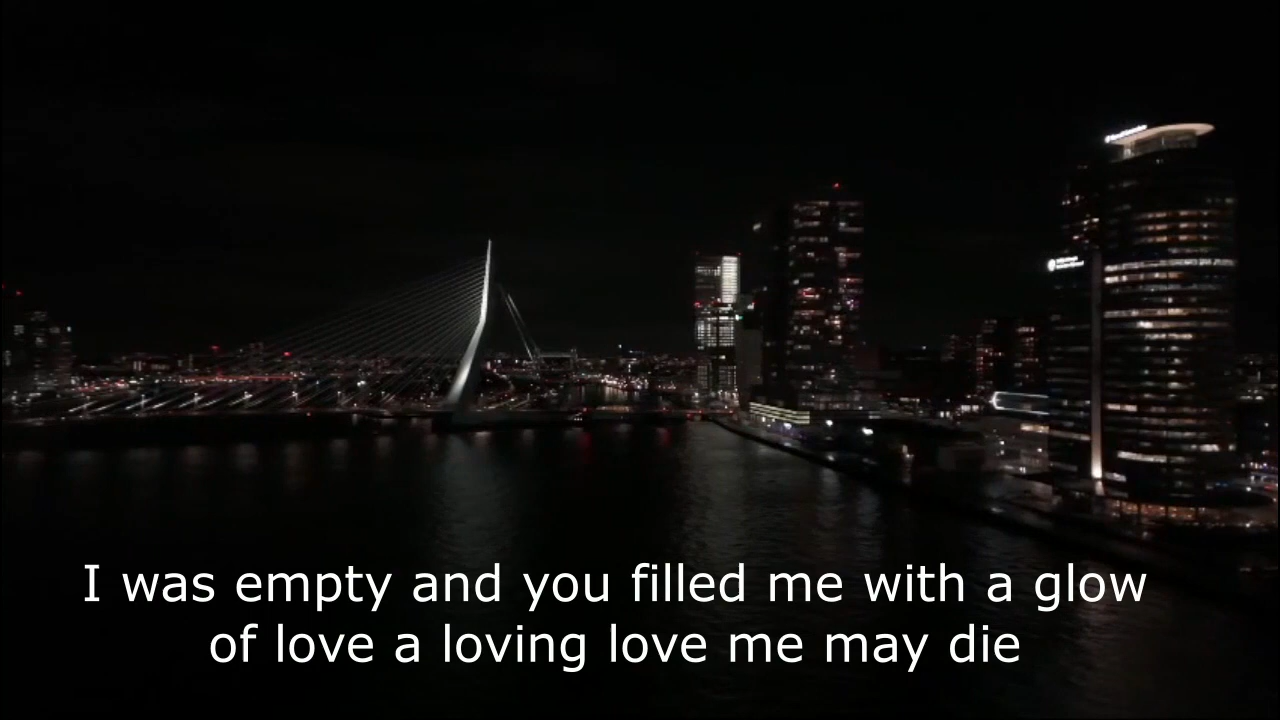 I was empty and you filled me with a glow
of love a loving love me may die